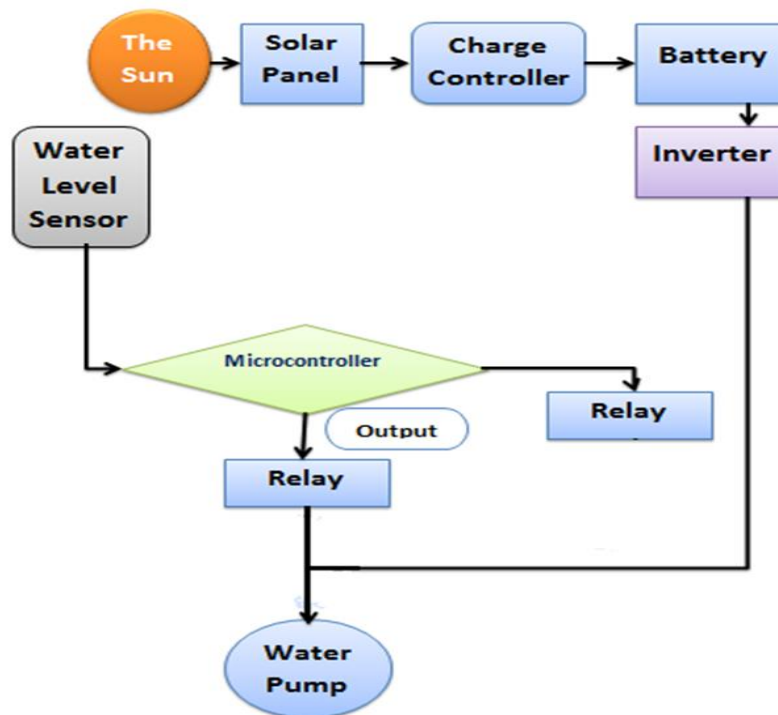 The
Sun
Solar
Panel
Charge
Controller
Battery
Water
Level
Sensor
Inverter
Microcontroller
Output
Relay
Relay
Water
Pump